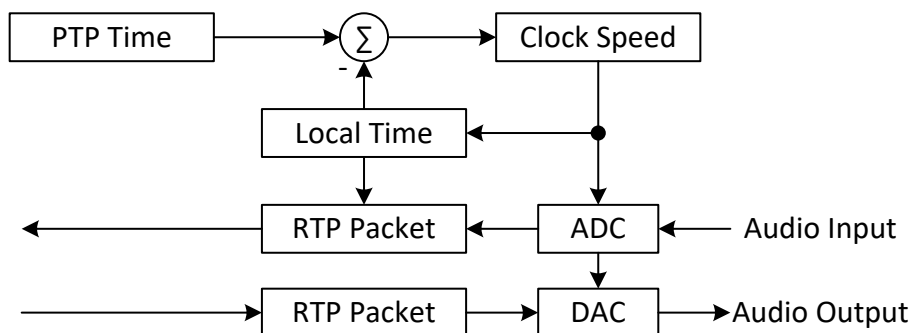 PTP Time
∑
Clock Speed
-
Local Time
RTP Packet
ADC
Audio Input
RTP Packet
DAC
Audio Output